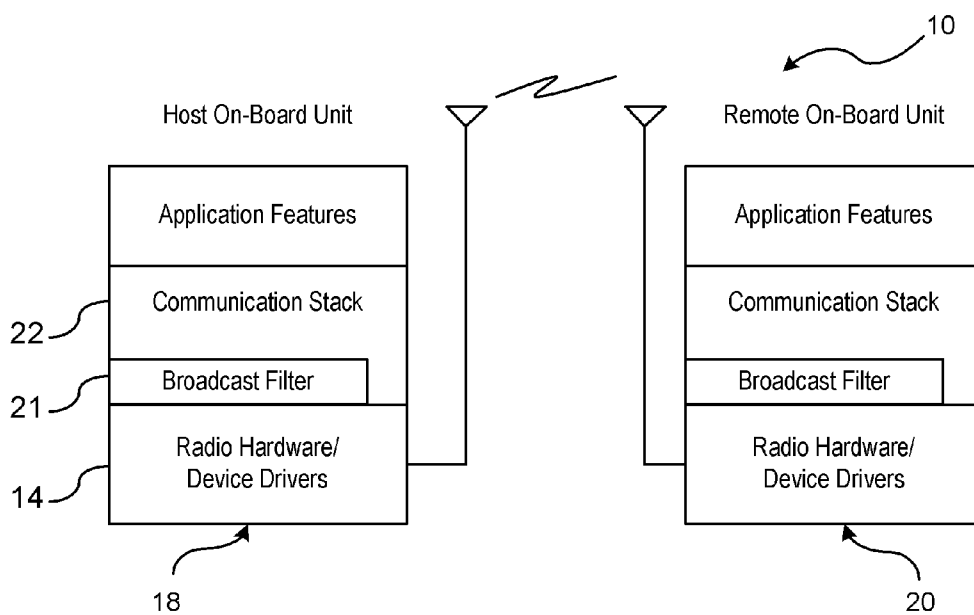 10
Host On-Board Unit
Remote On-Board Unit
Application Features
Application Features
Communication Stack
Communication Stack
22
Broadcast Filter
Broadcast Filter
21
Radio Hardware/
Device Drivers
Radio Hardware/
Device Drivers
14
18
20